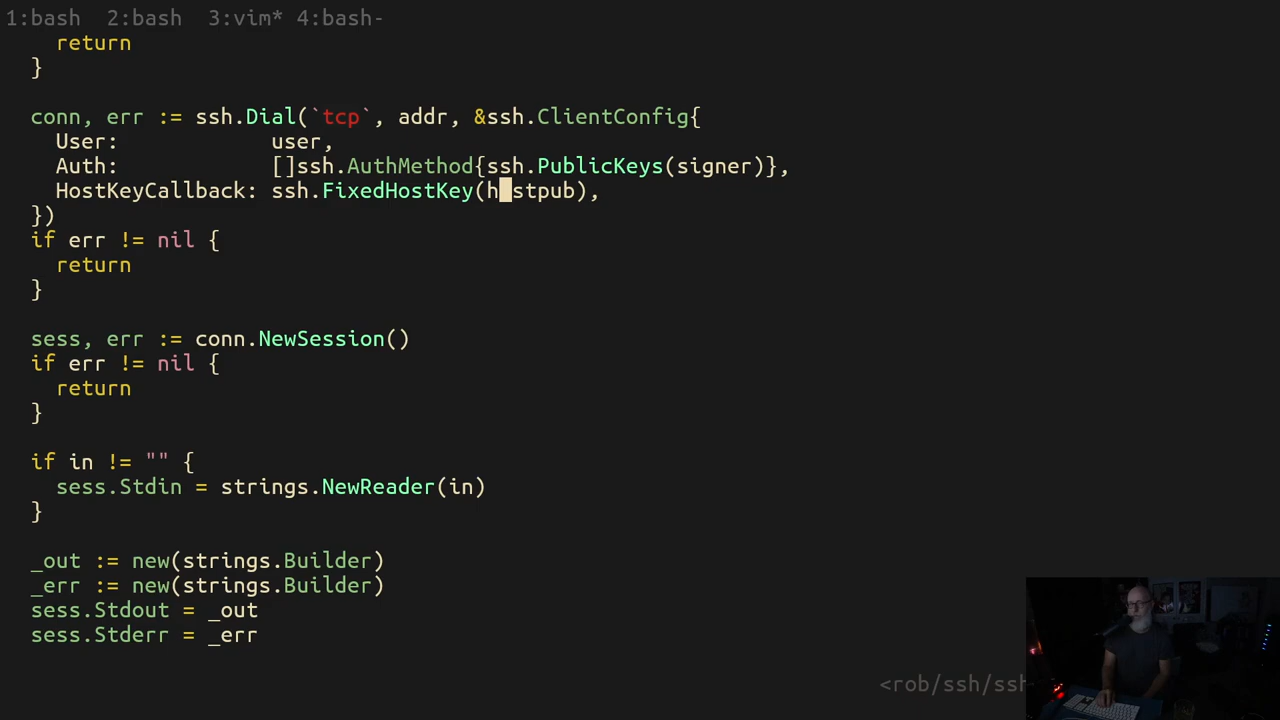 1:bash  2:bash  3:vim* 4:bash-
    return
  }

  conn, err := ssh.Dial(`tcp`, addr, &ssh.ClientConfig{
    User:            user,
    Auth:            []ssh.AuthMethod{ssh.PublicKeys(signer)},
    HostKeyCallback: ssh.FixedHostKey(hostpub),
  })
  if err != nil {
    return
  }

  sess, err := conn.NewSession()
  if err != nil {
    return
  }

  if in != "" {
    sess.Stdin = strings.NewReader(in)
  }

  _out := new(strings.Builder)
  _err := new(strings.Builder)
  sess.Stdout = _out
  sess.Stderr = _err
<rob/ssh/ssh